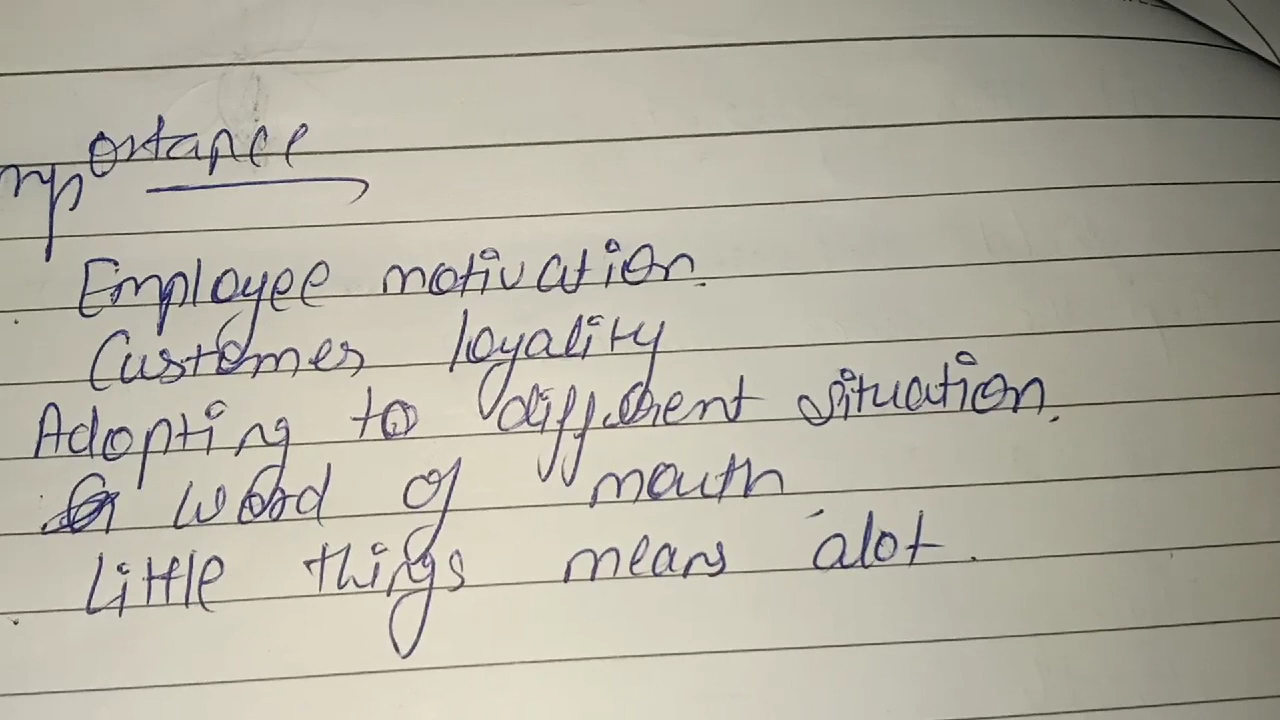 mportance
Employee motivation.
Customer loyality
Adopting to different situation.
word of mouth
Little things means alot.